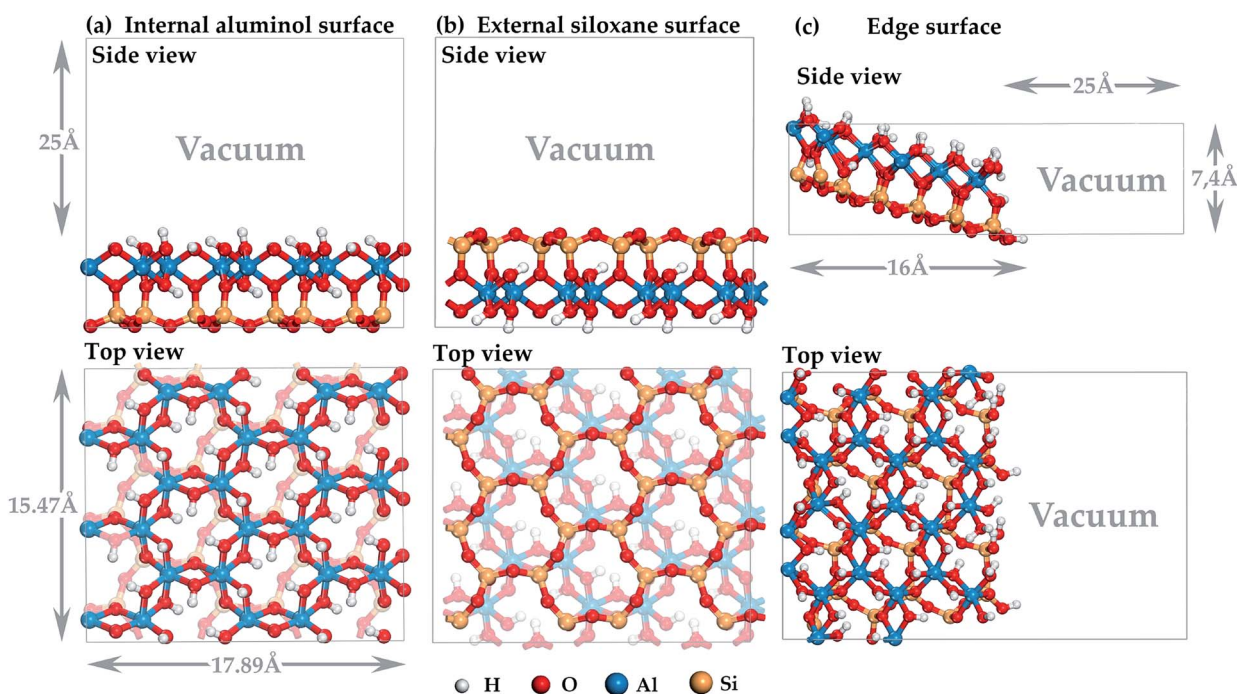 (a) Internal aluminol surface
Side view
25Å
Vacuum
(b) External siloxane surface
Side view
Vacuum
(c) Edge surface
Side view
25Å
Vacuum
7,4Å
16Å
Top view
15.47Å
17.89Å
Top view
Top view
Vacuum
H O Al Si